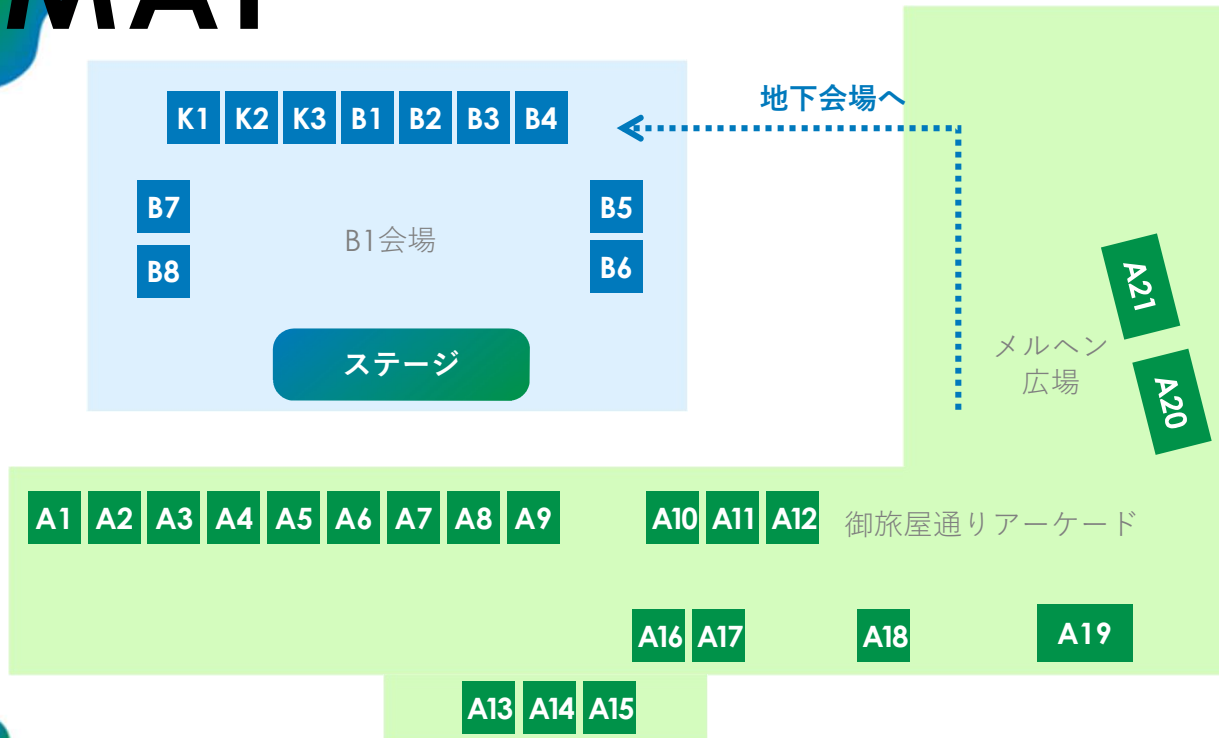 MAP
地下会場へ
K1 K2 K3 B1 B2 B3 B4
B7
B5
B1会場
B8
B6
ステージ
A21
メルヘン
広場
A20
A1 A2 A3 A4 A5 A6 A7 A8 A9
A10 A11 A12
御旅屋通りアーケード
A16 A17
A18
A19
A13 A14 A15